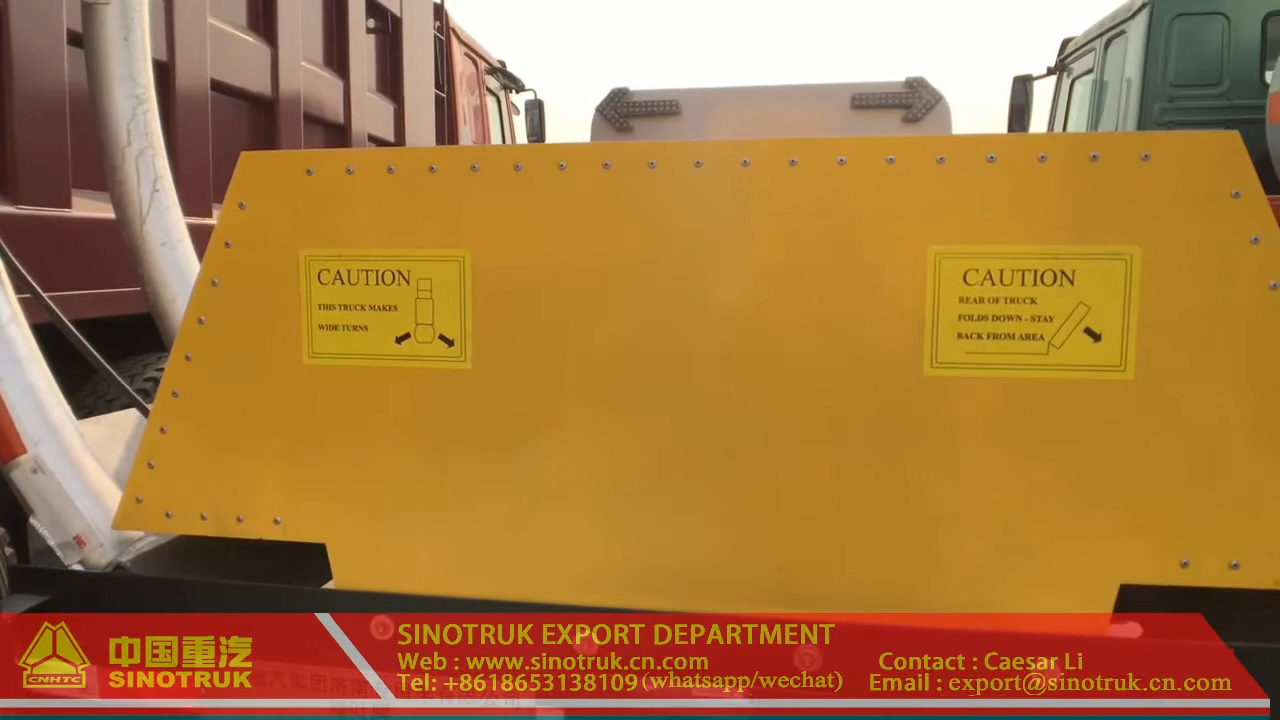 CAUTION
THIS TRUCK MAKES
WIDE TURNS
CAUTION
REAR OF TRUCK
FOLDS DOWN - STAY
BACK FROM AREA
CNHTC
中国重汽
SINOTRUK
SINOTRUK EXPORT DEPARTMENT
Web : www.sinotruk.cn.com
Contact : Caesar Li
Tel: +8618653138109 (whatsapp/wechat)
Email : export@sinotruk.cn.com